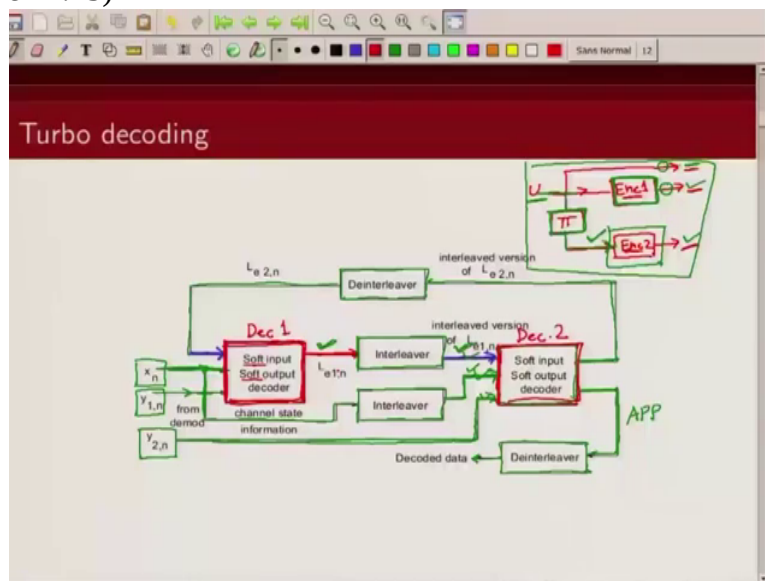 Sans Normal 12
Turbo decoding
U
Enc1
π
Enc2
L e 2,n
Deinterleaver
interleaved version
of L e 2,n
Dec 1
Soft input
Soft output
decoder
L e1,n
Interleaver
interleaved version
of L e1,n
Dec. 2
Soft input
Soft output
decoder
x n
y 1,n
from
demod
channel state
information
Interleaver
y 2,n
APP
Decoded data
Deinterleaver